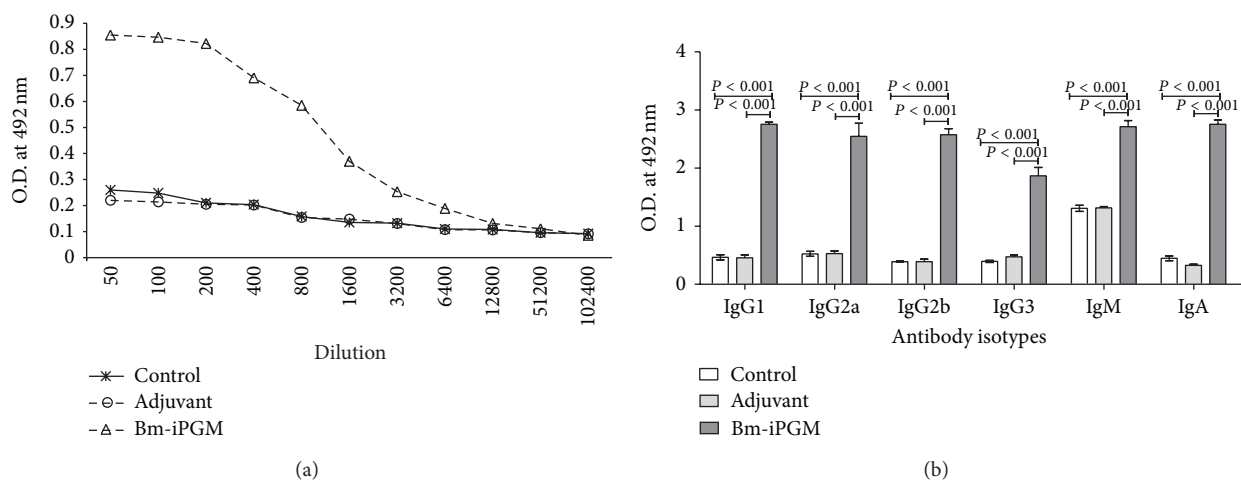 0.9
0.8
0.7
0.6
0.5
0.4
0.3
0.2
0.1
0
O.D. at 492 nm
50
100
200
400
800
1600
3200
6400
12800
51200
102400
Dilution
Control
Adjuvant
Bm-iPGM
(a)
4
3
2
1
0
O.D. at 492 nm
P < 0.001
P < 0.001
P < 0.001
P < 0.001
P < 0.001
P < 0.001
P < 0.001
P < 0.001
P < 0.001
P < 0.001
P < 0.001
P < 0.001
IgG1
IgG2a
IgG2b
IgG3
IgM
IgA
Antibody isotypes
Control
Adjuvant
Bm-iPGM
(b)